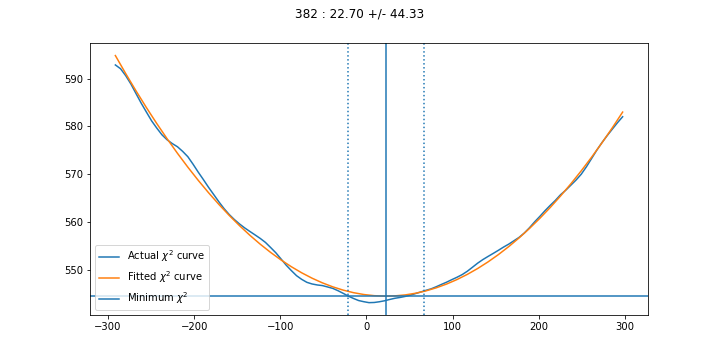 382 : 22.70 +/- 44.33
590
580
570
560
550
Actual χ² curve
Fitted χ² curve
Minimum χ²
−300 −200 −100 0 100 200 300